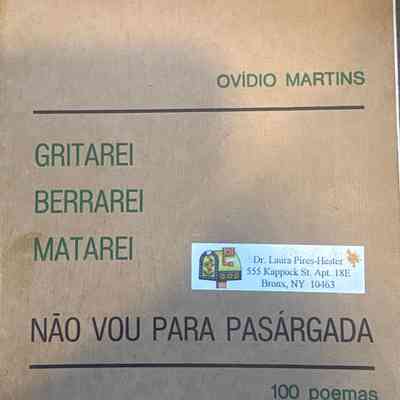 OVÍDIO MARTINS
GRITAREI
BERRAREI
MATAREI
Dr. Laura Pires-Hester
555 Kappock St. Apt. 18E
Bronx, NY 10463
NÃO VOU PARA PASÁRGADA
100 poemas